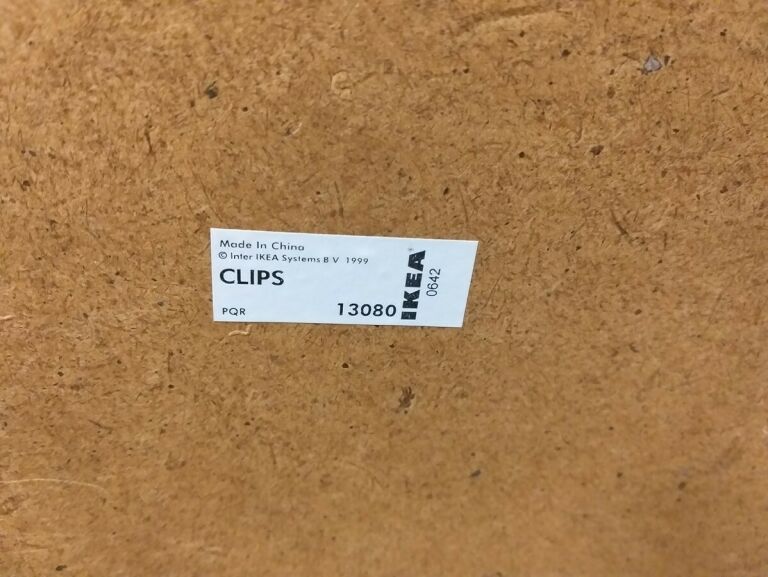 Made In China
© Inter IKEA Systems B V 1999
CLIPS
PQR
13080
IKEA
0642